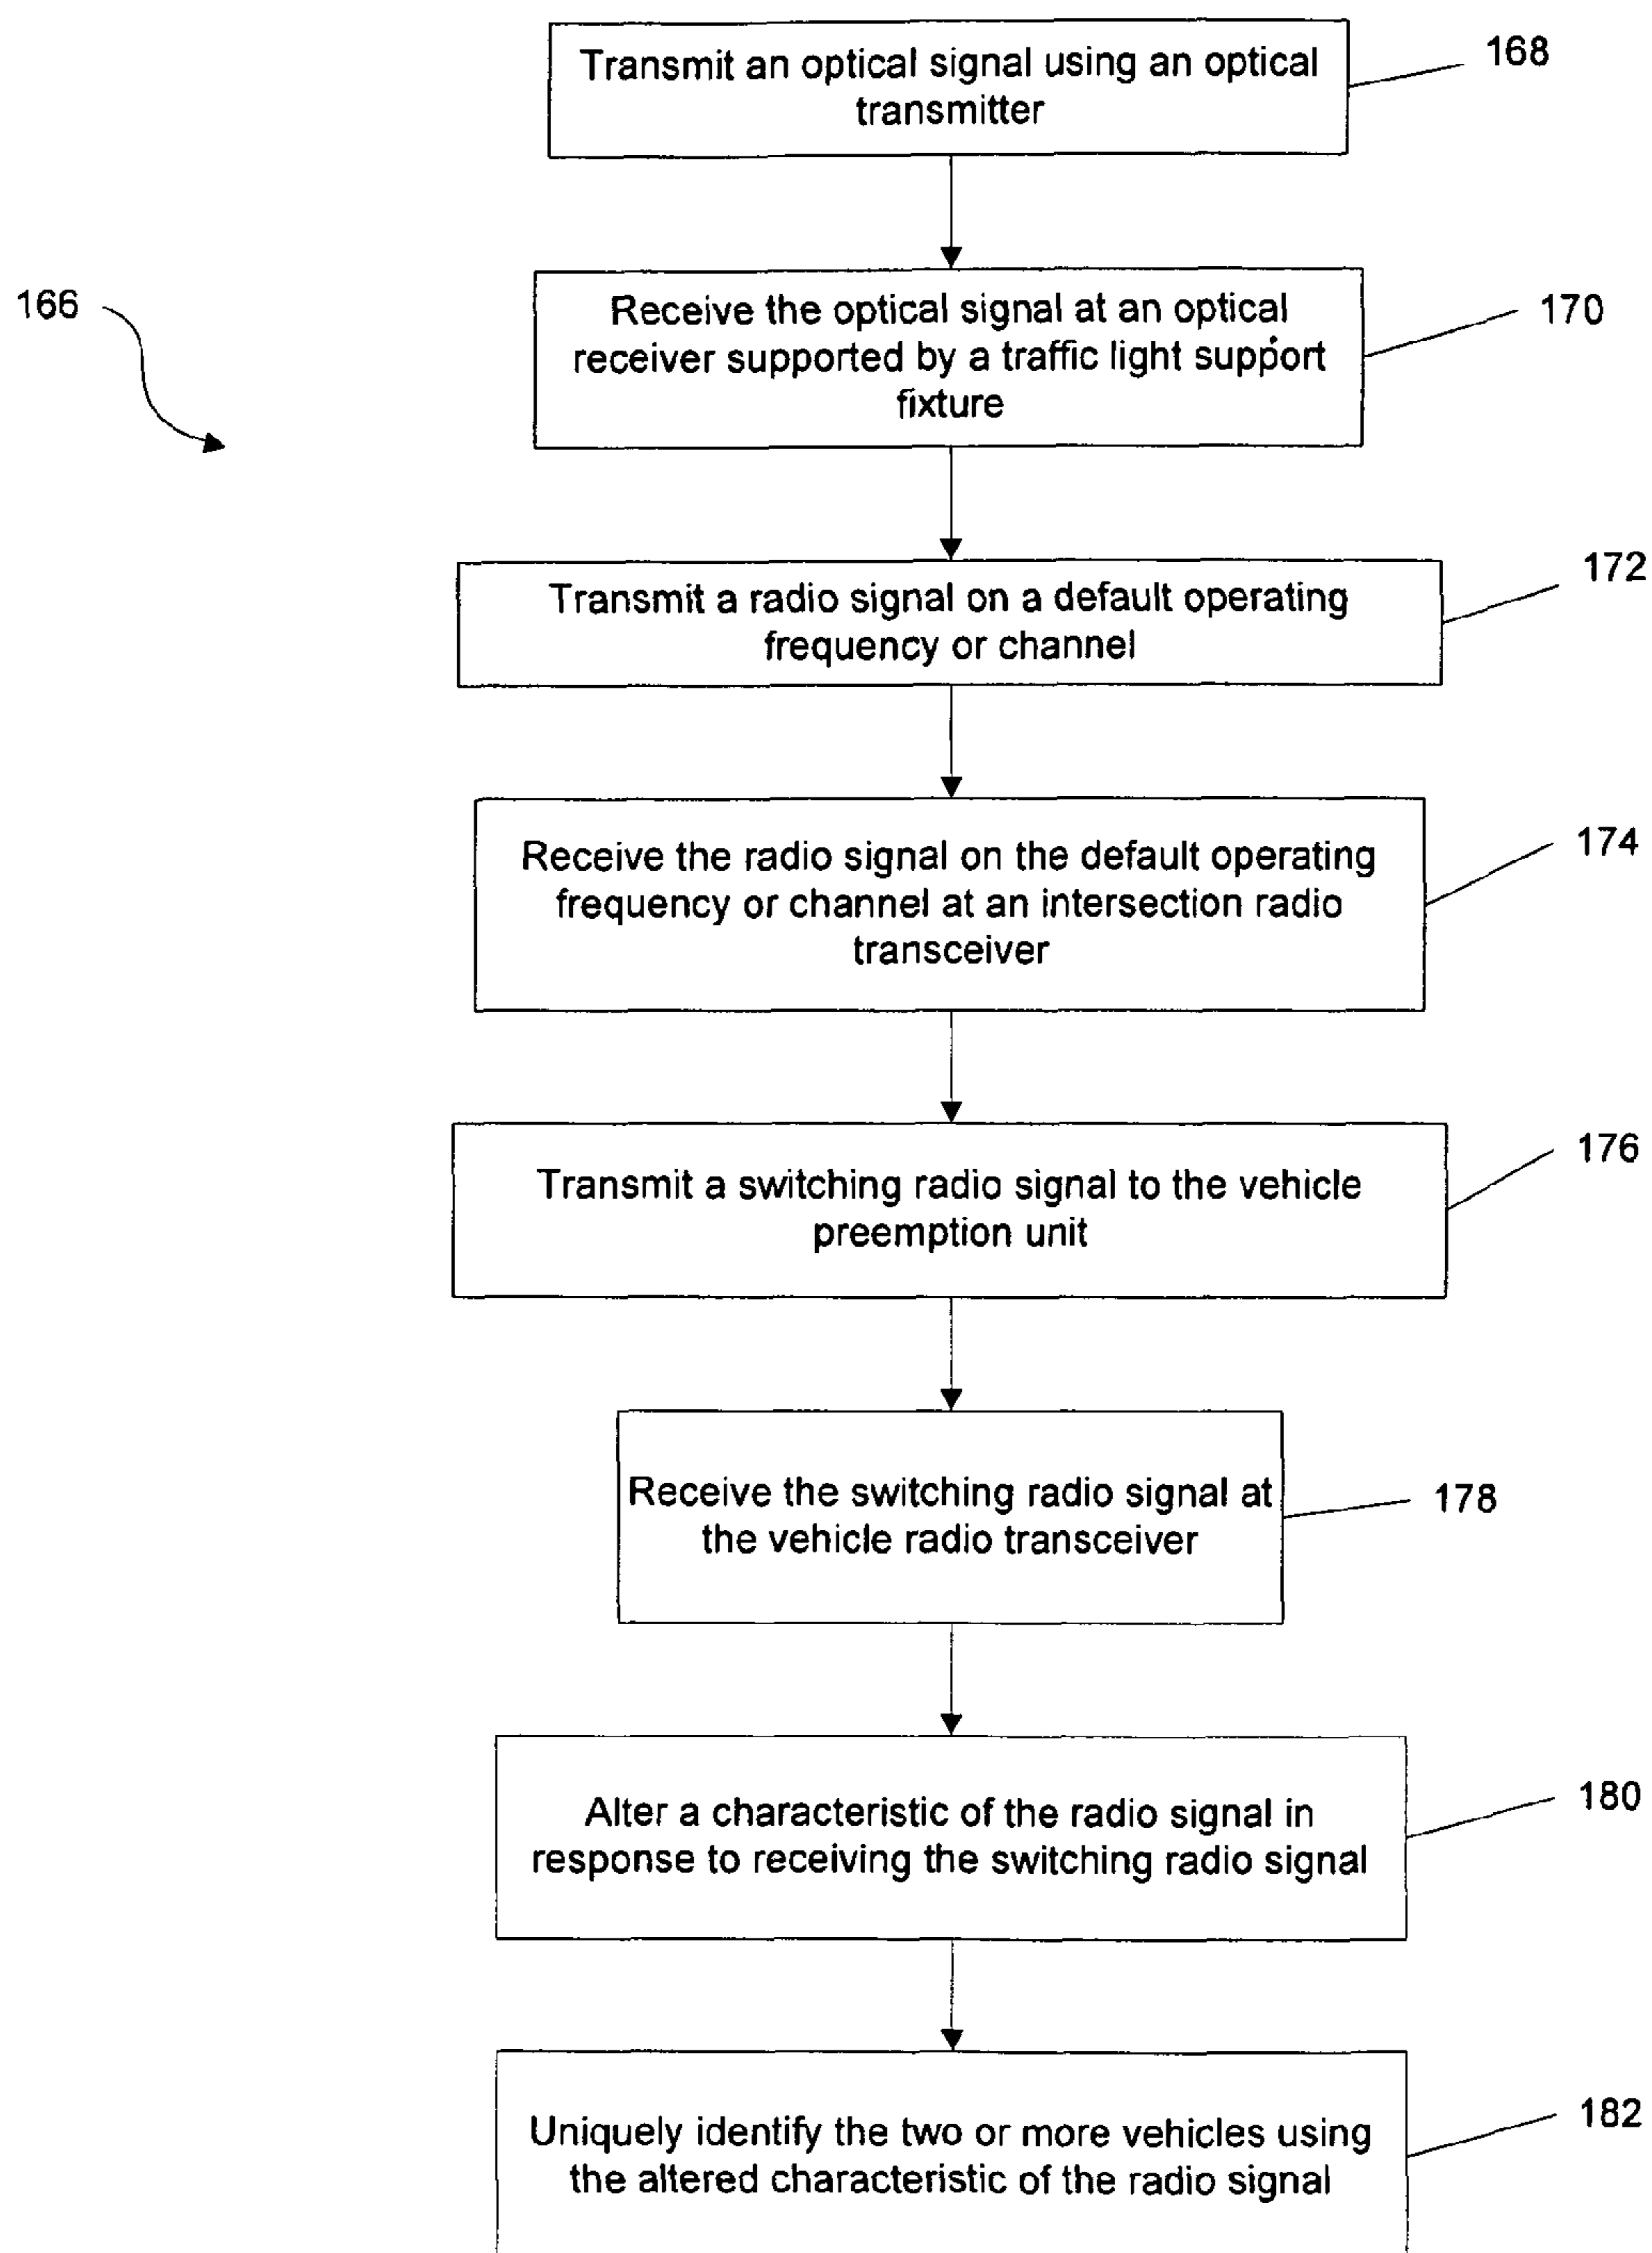 Transmit an optical signal using an optical
transmitter
168
166
Receive the optical signal at an optical
receiver supported by a traffic light support
fixture
170
Transmit a radio signal on a default operating
frequency or channel
172
Receive the radio signal on the default operating
frequency or channel at an intersection radio
transceiver
174
Transmit a switching radio signal to the vehicle
preemption unit
176
Receive the switching radio signal at
the vehicle radio transceiver
178
Alter a characteristic of the radio signal in
response to receiving the switching radio signal
180
Uniquely identify the two or more vehicles using
the altered characteristic of the radio signal
182